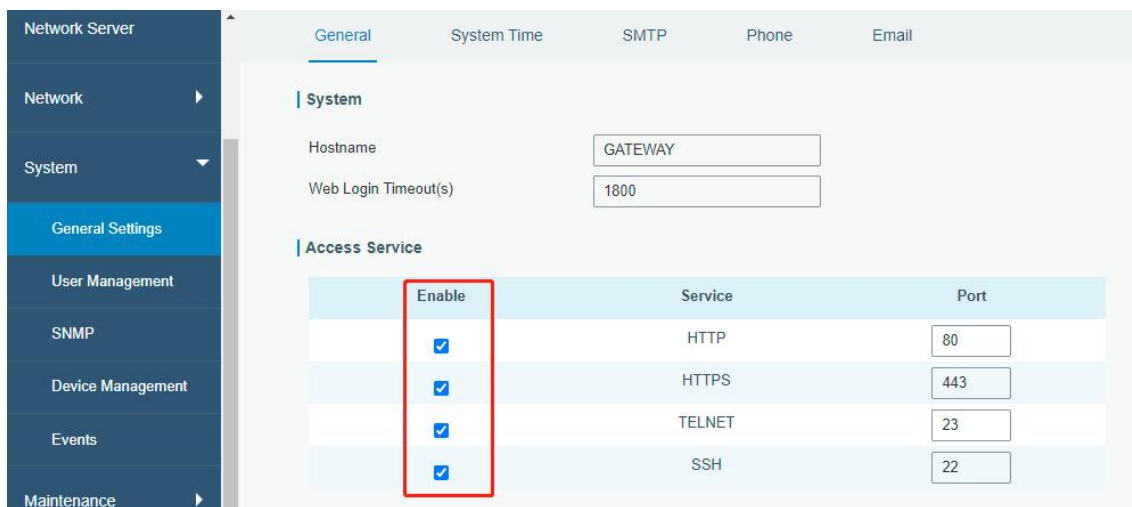 Network Server
Network
System
General Settings
User Management
SNMP
Device Management
Events
Maintenance
General System Time SMTP Phone Email
System
Hostname GATEWAY
Web Login Timeout(s) 1800
Access Service
Enable Service Port
HTTP 80
HTTPS 443
TELNET 23
SSH 22